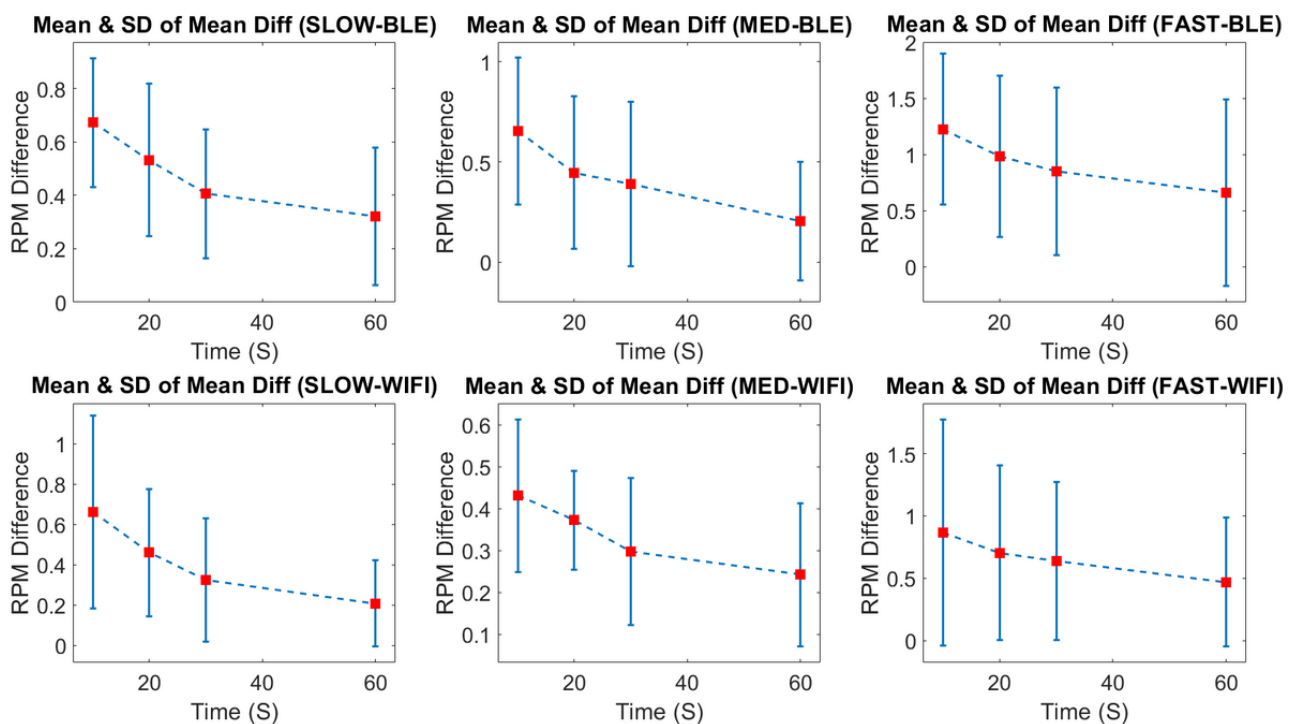 Mean & SD of Mean Diff (SLOW-BLE)
RPM Difference
0.8
0.6
0.4
0.2
0
20
40
60
Time (S)
Mean & SD of Mean Diff (MED-BLE)
RPM Difference
1
0.5
0
20
40
60
Time (S)
Mean & SD of Mean Diff (FAST-BLE)
RPM Difference
2
1.5
1
0.5
0
20
40
60
Time (S)
Mean & SD of Mean Diff (SLOW-WIFI)
RPM Difference
1
0.8
0.6
0.4
0.2
0
20
40
60
Time (S)
Mean & SD of Mean Diff (MED-WIFI)
RPM Difference
0.6
0.5
0.4
0.3
0.2
0.1
20
40
60
Time (S)
Mean & SD of Mean Diff (FAST-WIFI)
RPM Difference
1.5
1
0.5
0
20
40
60
Time (S)